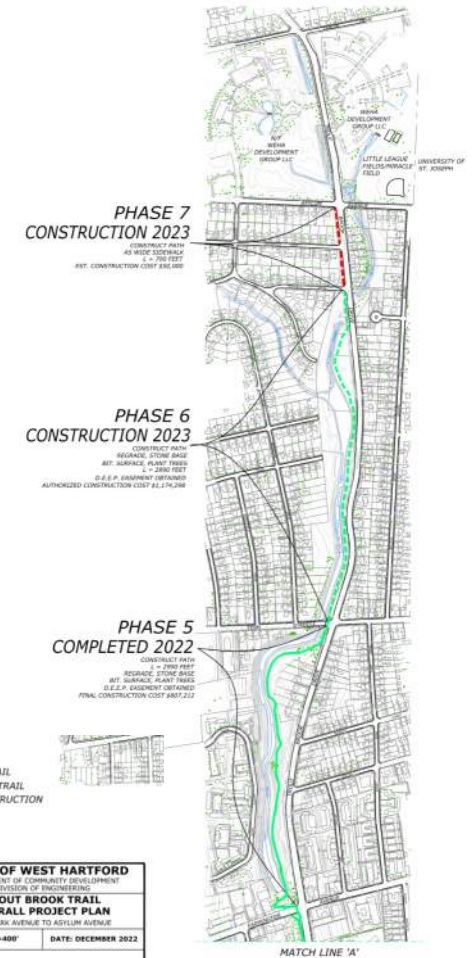 N/F
WEHA
DEVELOPMENT
GROUP LLC
WEHA
DEVELOPMENT
GROUP LLC
LITTLE LEAGUE
FIELDS/MIRACLE
FIELD
UNIVERSITY OF
ST. JOSEPH
PHASE 7
CONSTRUCTION 2023
CONSTRUCT PATH
AS WIDE SIDEWALK
L = 700 FEET
EST. CONSTRUCTION COST $50,000
PHASE 6
CONSTRUCTION 2023
CONSTRUCT PATH
REGRADE, STONE BASE
BIT. SURFACE, PLANT TREES
L = 2890 FEET
D.E.E.P. EASEMENT OBTAINED
AUTHORIZED CONSTRUCTION COST $1,174,298
PHASE 5
COMPLETED 2022
CONSTRUCT PATH
L = 2990 FEET
REGRADE, STONE BASE
BIT. SURFACE, PLANT TREES
D.E.E.P. EASEMENT OBTAINED
FINAL CONSTRUCTION COST $807,212
AIL
TRAIL
TRUCTION
OF WEST HARTFORD
ENT OF COMMUNITY DEVELOPMENT
IVISION OF ENGINEERING
OUT BROOK TRAIL
RALL PROJECT PLAN
RK AVENUE TO ASYLUM AVENUE
=400'
DATE: DECEMBER 2022
MATCH LINE 'A'